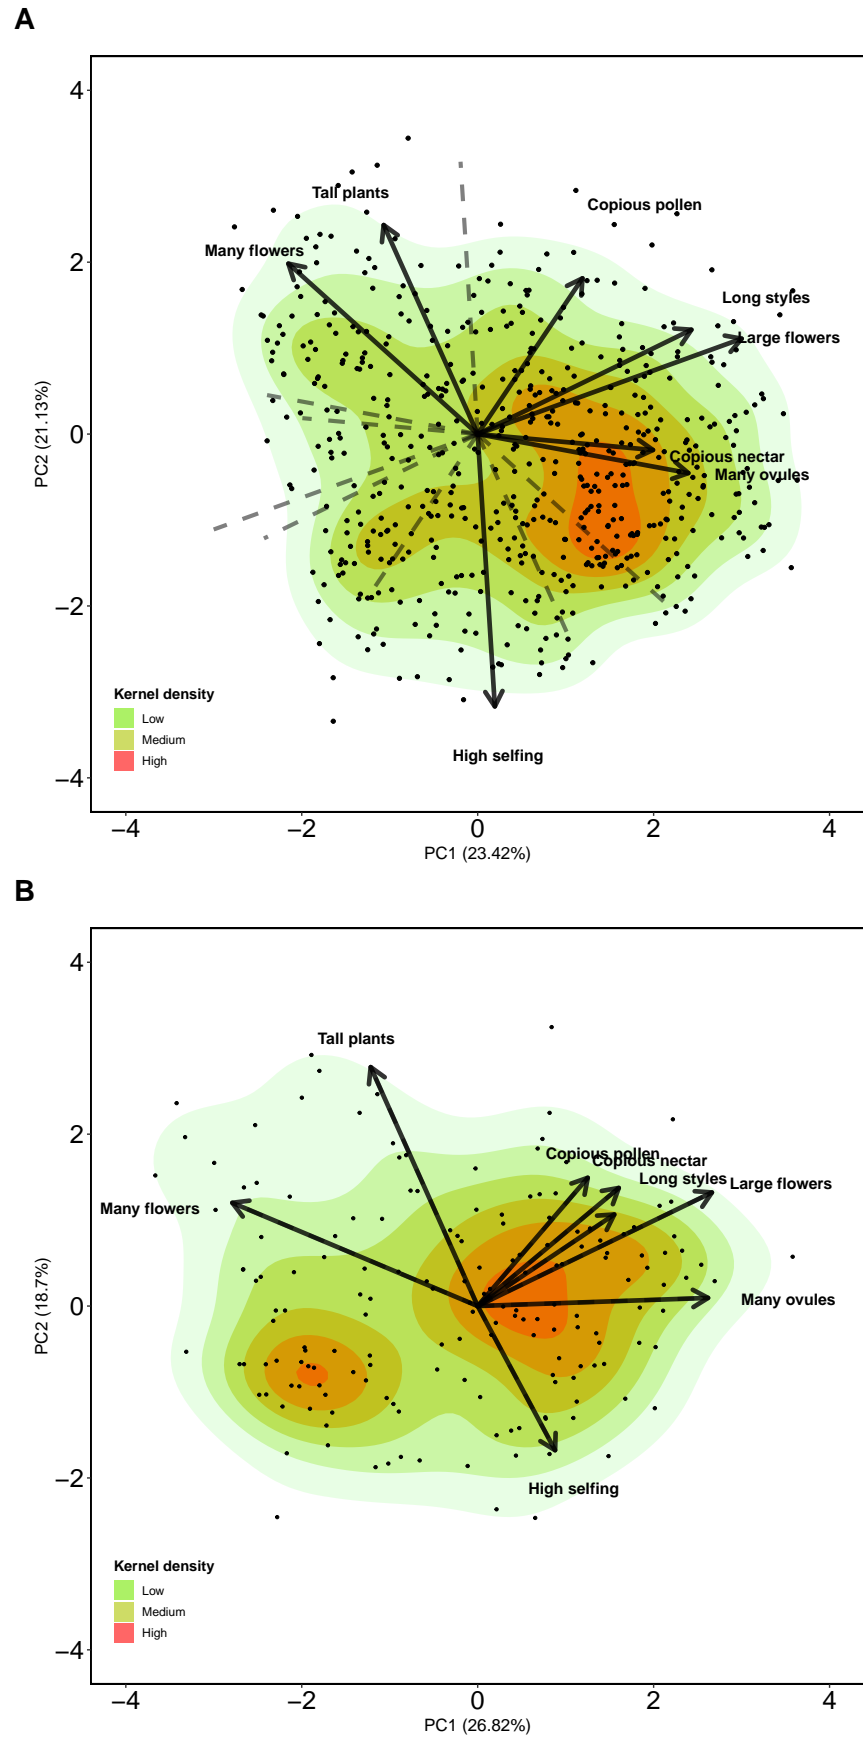 A
4
2
0
−2
−4
PC2 (21.13%)
Tall plants
Many flowers
Copious pollen
Long styles
Large flowers
Copious nectar
Many ovules
High selfing
Kernel density
Low
Medium
High
−4
−2
0
2
4
PC1 (23.42%)
B
4
2
0
−2
−4
PC2 (18.7%)
Tall plants
Copious pollen
Copious nectar
Long styles
Large flowers
Many flowers
Many ovules
High selfing
Kernel density
Low
Medium
High
−4
−2
0
2
4
PC1 (26.82%)